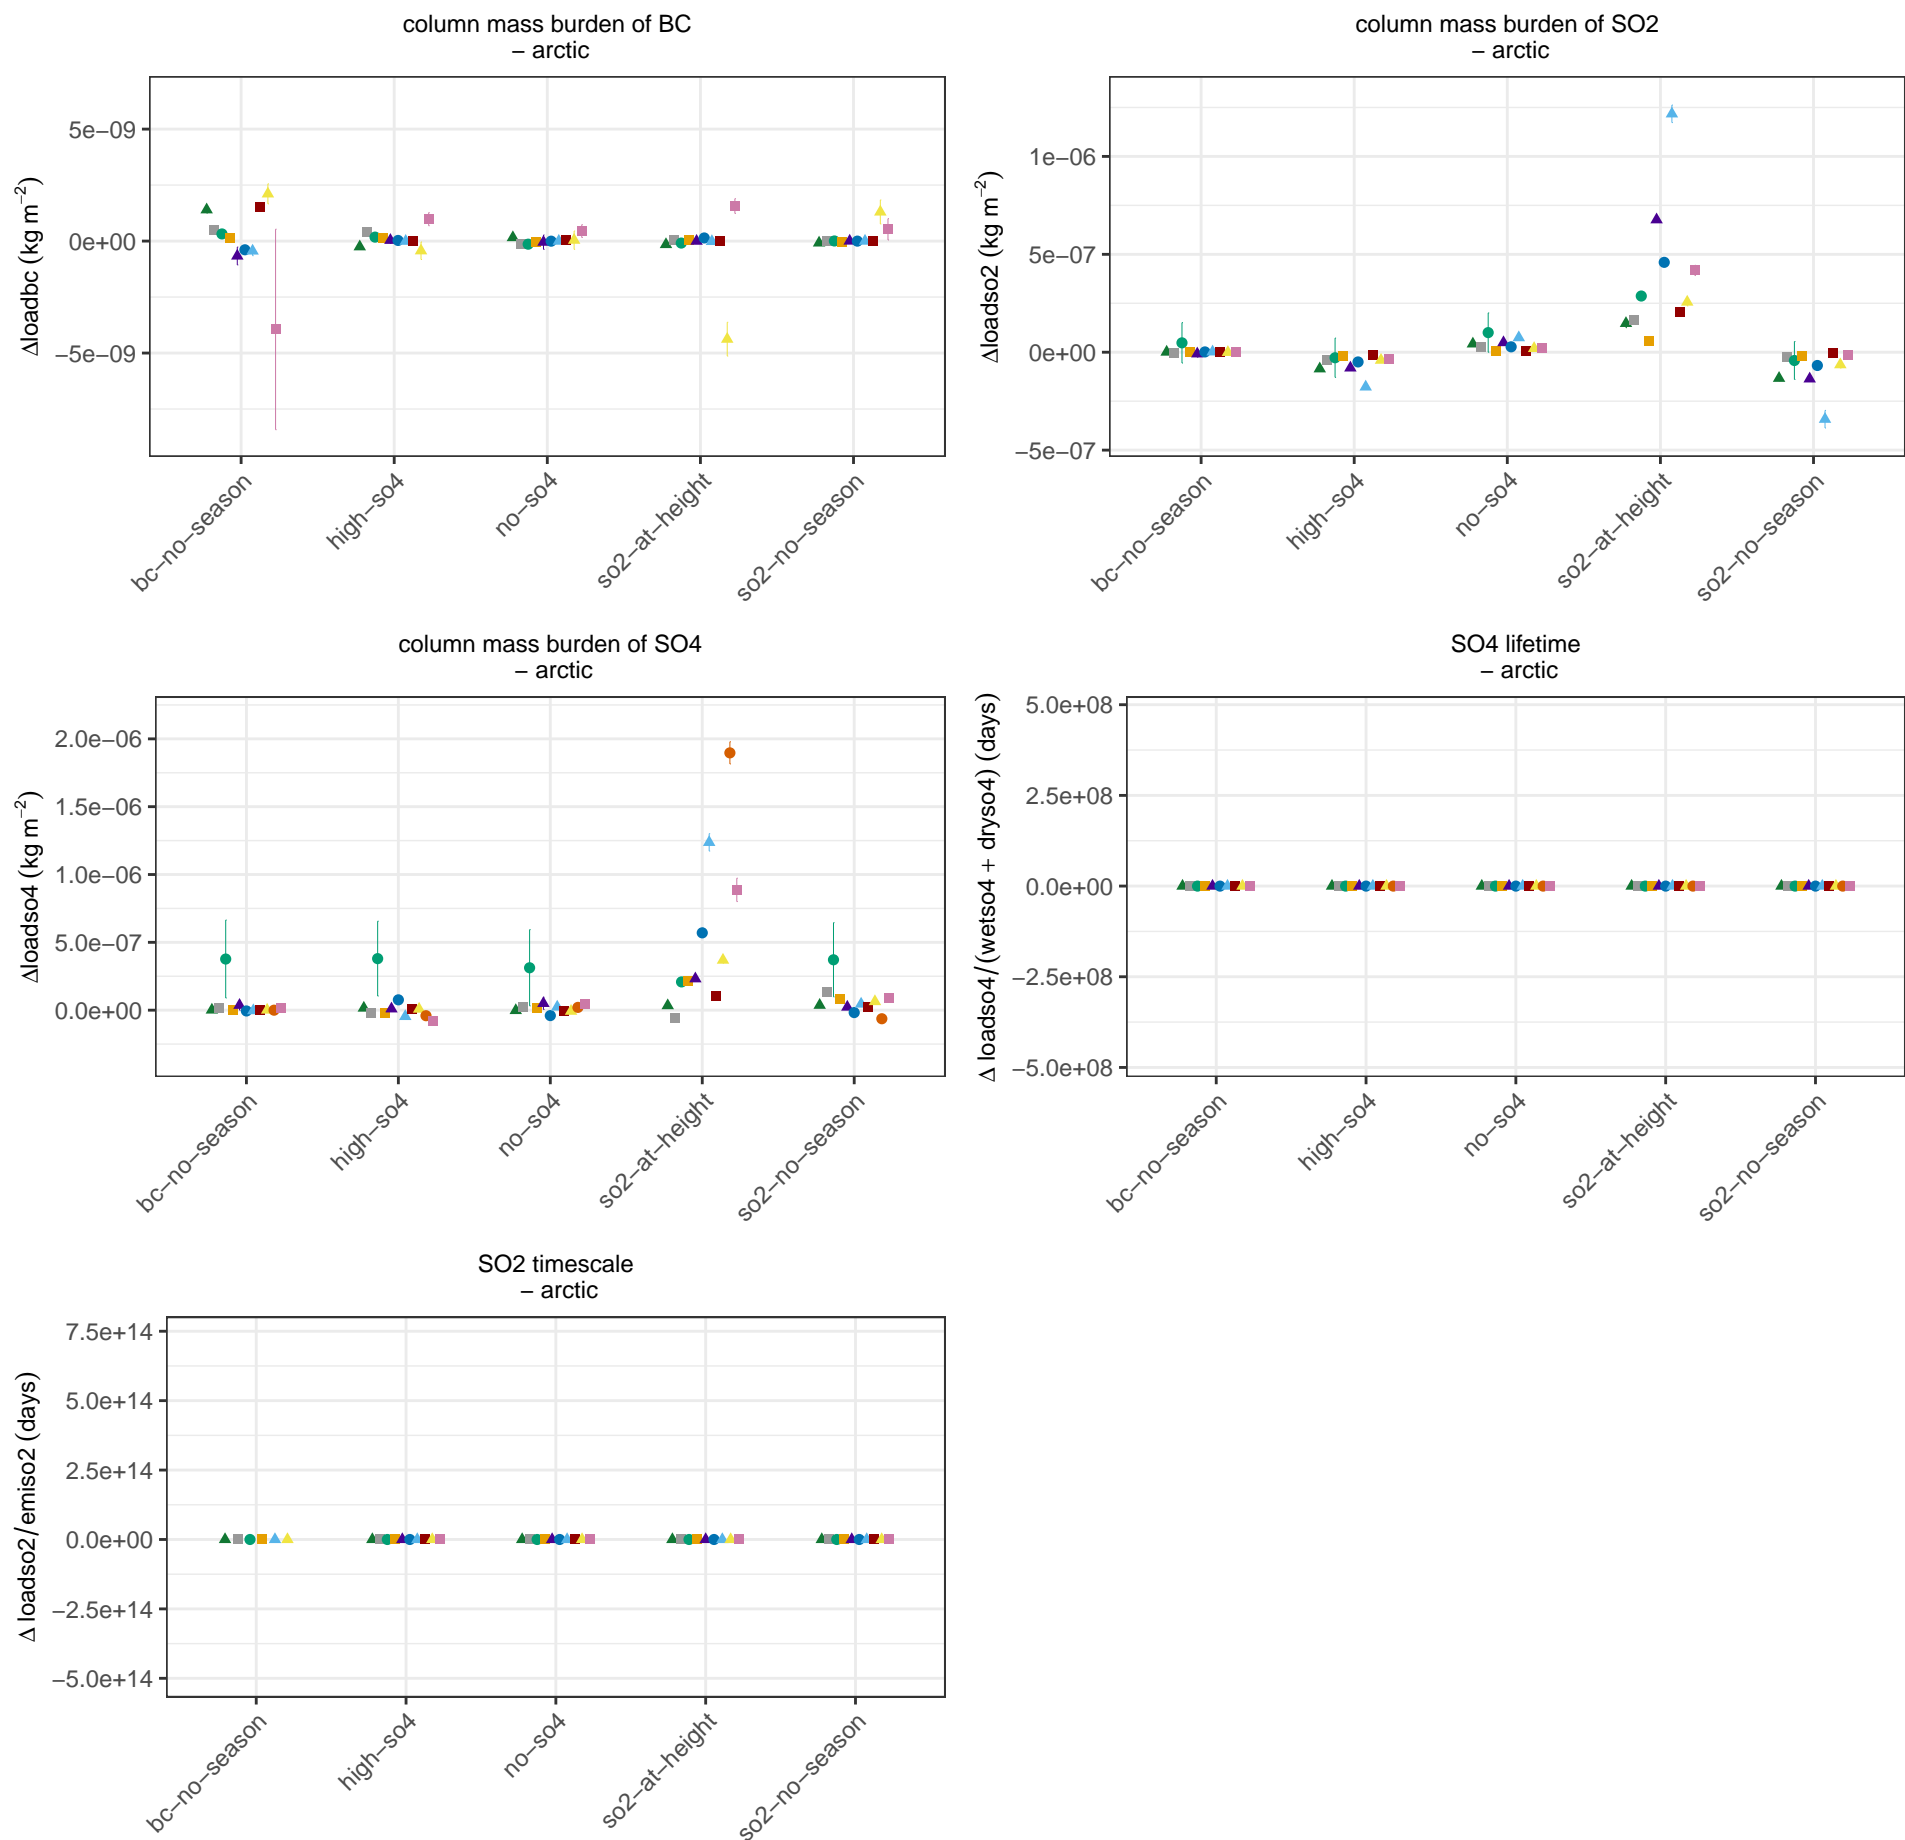 column mass burden of BC
– arctic
Δloadbc (kg m⁻²)
5e−09
0e+00
−5e−09
bc−no−season
high−so4
no−so4
so2−at−height
so2−no−season
column mass burden of SO2
– arctic
Δloadso2 (kg m⁻²)
1e−06
5e−07
0e+00
−5e−07
bc−no−season
high−so4
no−so4
so2−at−height
so2−no−season
column mass burden of SO4
– arctic
Δloadso4 (kg m⁻²)
2.0e−06
1.5e−06
1.0e−06
5.0e−07
0.0e+00
bc−no−season
high−so4
no−so4
so2−at−height
so2−no−season
SO4 lifetime
– arctic
Δ loadso4/(wetso4 + dryso4) (days)
5.0e+08
2.5e+08
0.0e+00
−2.5e+08
−5.0e+08
bc−no−season
high−so4
no−so4
so2−at−height
so2−no−season
SO2 timescale
– arctic
Δ loadso2/emiso2 (days)
7.5e+14
5.0e+14
2.5e+14
0.0e+00
−2.5e+14
−5.0e+14
bc−no−season
high−so4
no−so4
so2−at−height
so2−no−season